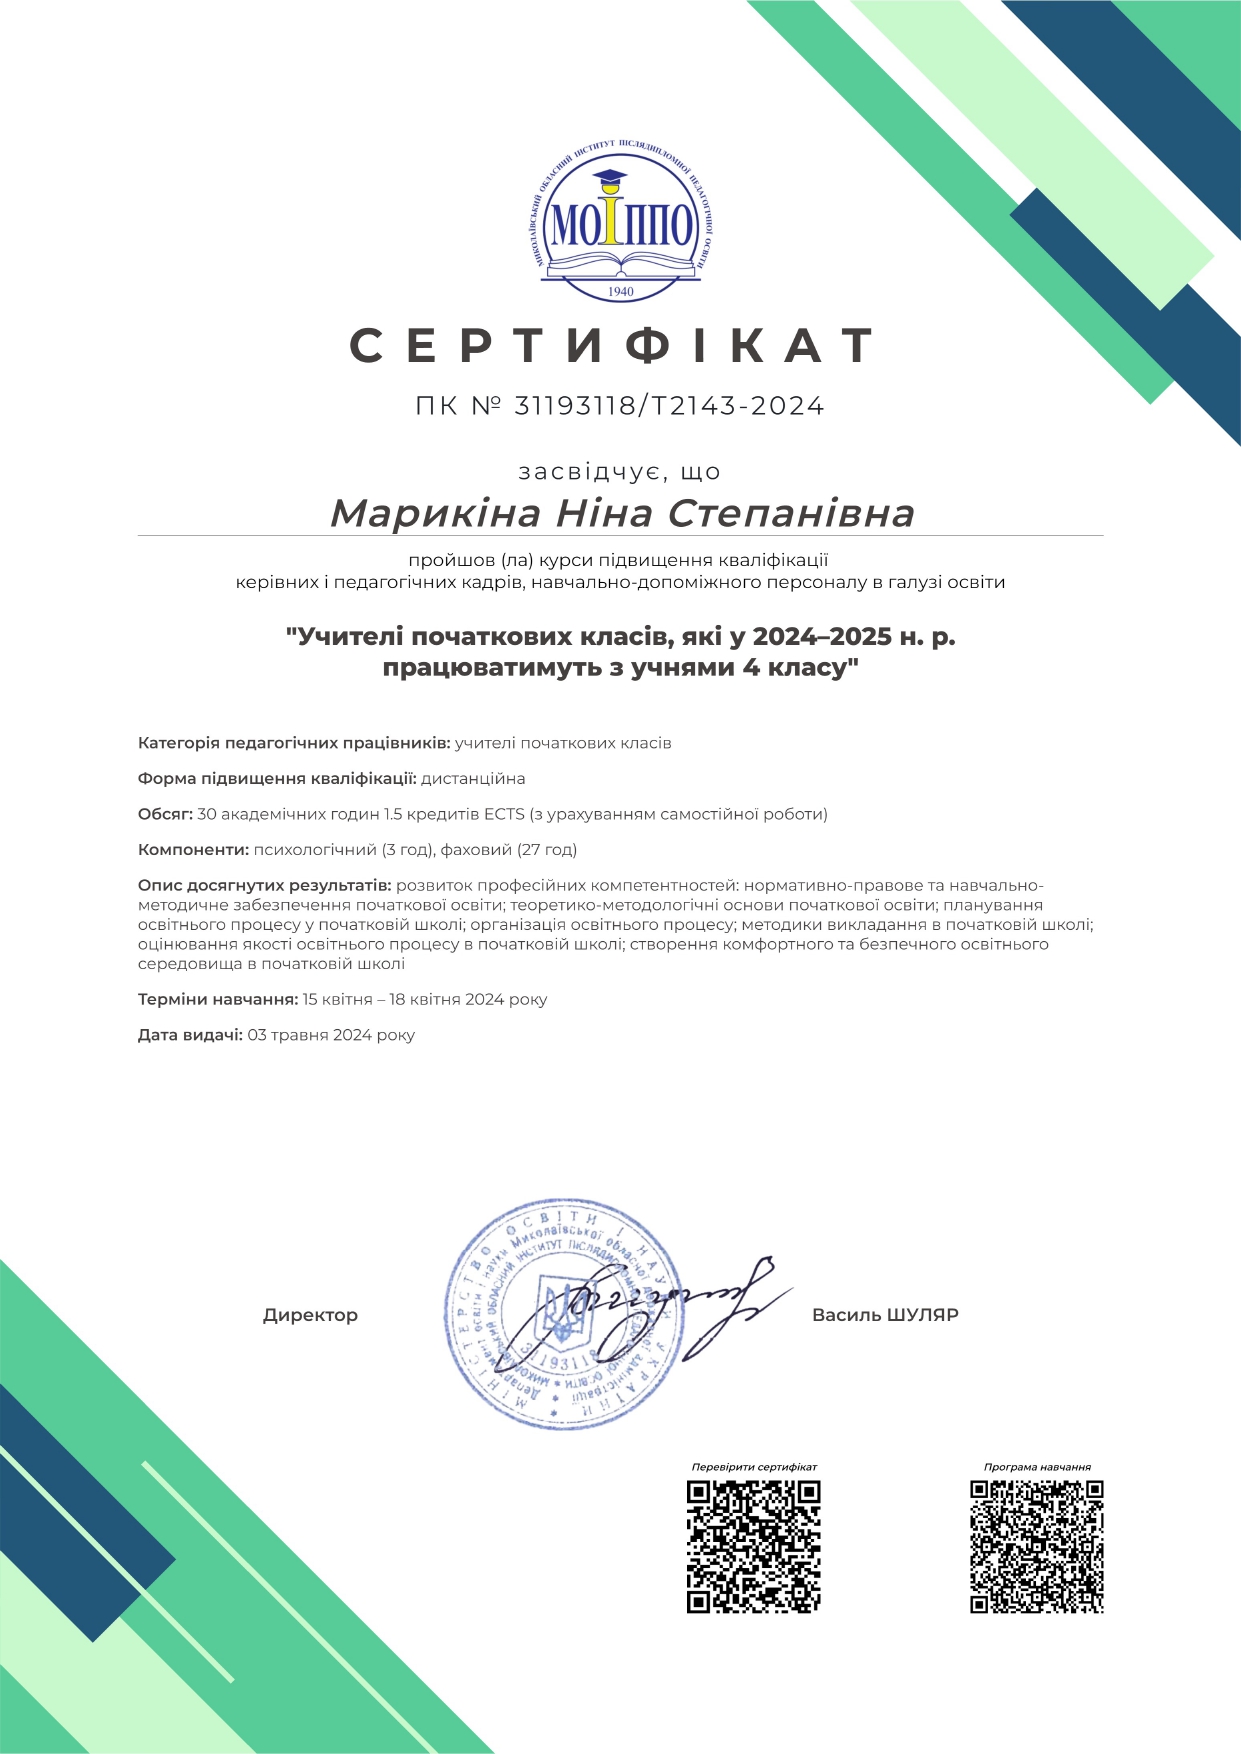 МИКОЛАЇВСЬКИЙ ОБЛАСНИЙ ІНСТИТУТ ПІСЛЯДИПЛОМНОЇ ПЕДАГОГІЧНОЇ ОСВІТИ
МОІППО
1940
СЕРТИФІКАТ
ПК № 31193118/Т2143-2024
засвідчує, що
Марикіна Ніна Степанівна
пройшов (ла) курси підвищення кваліфікації
керівних і педагогічних кадрів, навчально-допоміжного персоналу в галузі освіти
"Учителі початкових класів, які у 2024–2025 н. р.
працюватимуть з учнями 4 класу"
Категорія педагогічних працівників: учителі початкових класів
Форма підвищення кваліфікації: дистанційна
Обсяг: 30 академічних годин 1.5 кредитів ECTS (з урахуванням самостійної роботи)
Компоненти: психологічний (3 год), фаховий (27 год)
Опис досягнутих результатів: розвиток професійних компетентностей: нормативно-правове та навчально-
методичне забезпечення початкової освіти; теоретико-методологічні основи початкової освіти; планування
освітнього процесу у початковій школі; організація освітнього процесу; методики викладання в початковій школі;
оцінювання якості освітнього процесу в початковій школі; створення комфортного та безпечного освітнього
середовища в початковій школі
Терміни навчання: 15 квітня – 18 квітня 2024 року
Дата видачі: 03 травня 2024 року
МІНІСТЕРСТВО ОСВІТИ І НАУКИ УКРАЇНИ
Департамент освіти і науки Миколаївської обласної державної адміністрації
МИКОЛАЇВСЬКИЙ ОБЛАСНИЙ ІНСТИТУТ ПІСЛЯДИПЛОМНОЇ ПЕДАГОГІЧНОЇ ОСВІТИ
31193118
Директор
Василь ШУЛЯР
Перевірити сертифікат
Програма навчання